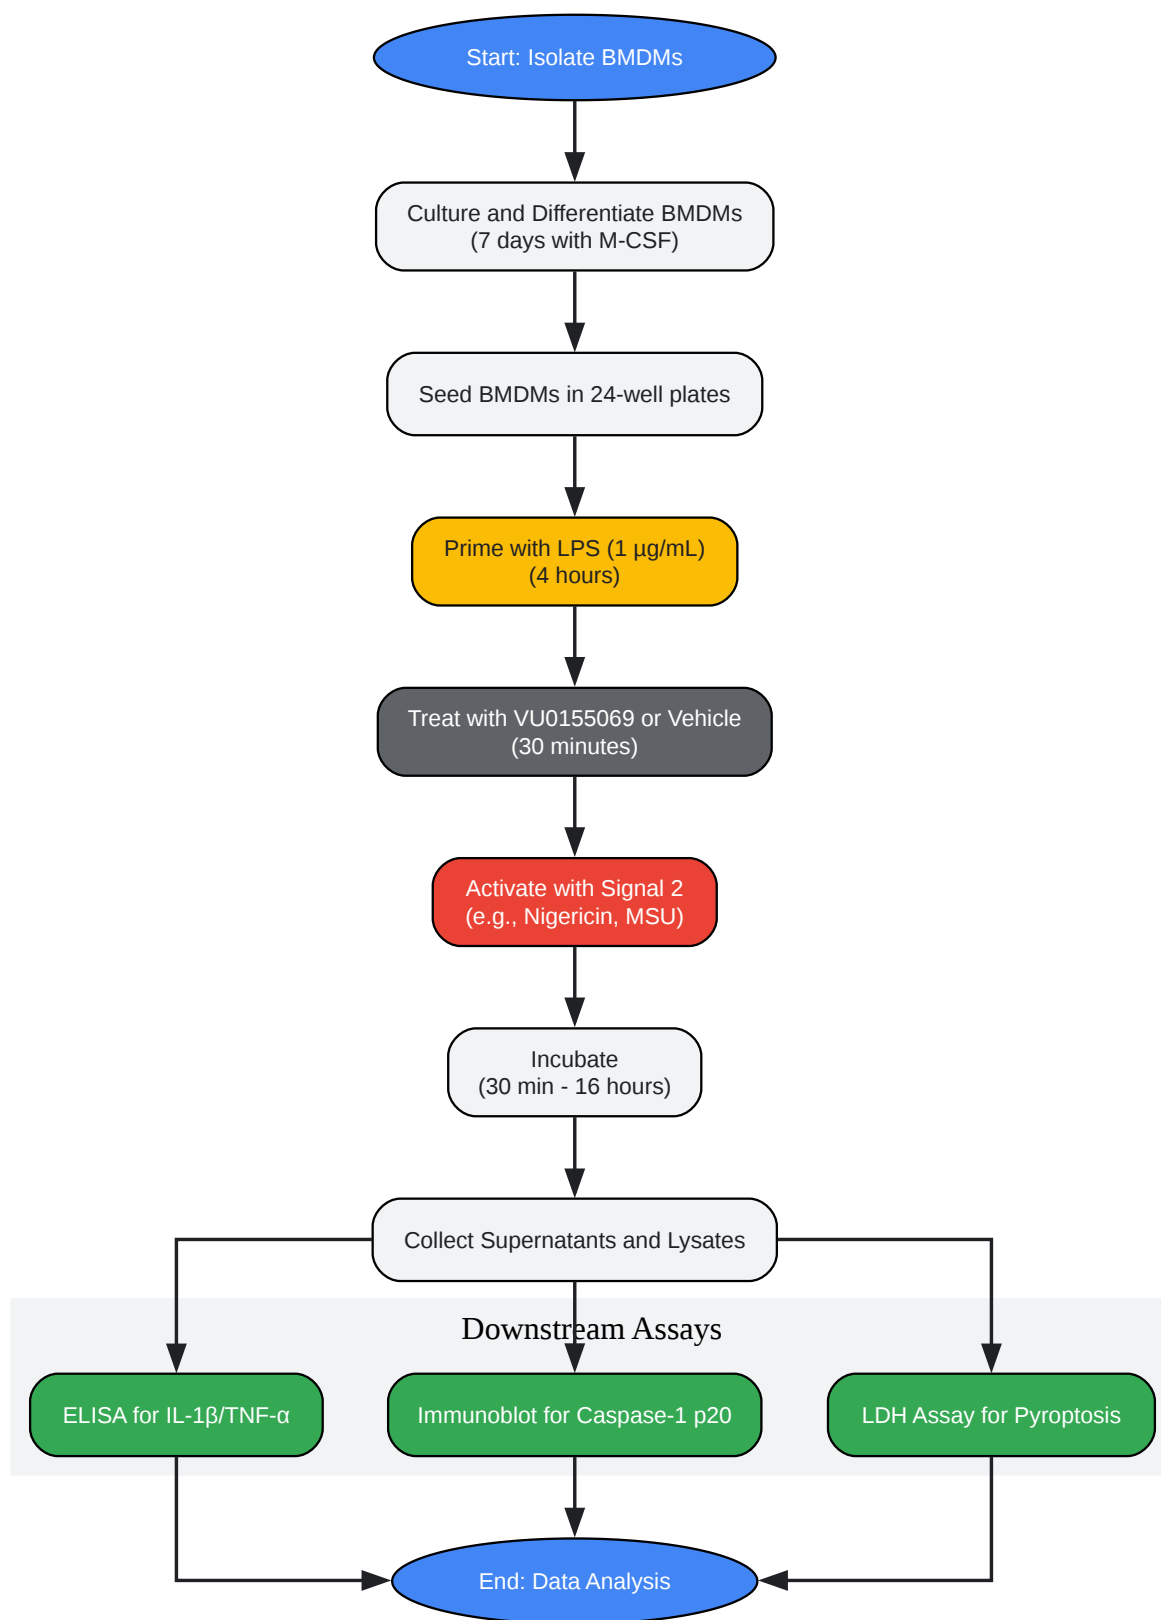 Start: Isolate BMDMs
Culture and Differentiate BMDMs
(7 days with M-CSF)
Seed BMDMs in 24-well plates
Prime with LPS (1 µg/mL)
(4 hours)
Treat with VU0155069 or Vehicle
(30 minutes)
Activate with Signal 2
(e.g., Nigericin, MSU)
Incubate
(30 min - 16 hours)
Collect Supernatants and Lysates
Downstream Assays
ELISA for IL-1β/TNF-α
Immunoblot for Caspase-1 p20
LDH Assay for Pyroptosis
End: Data Analysis